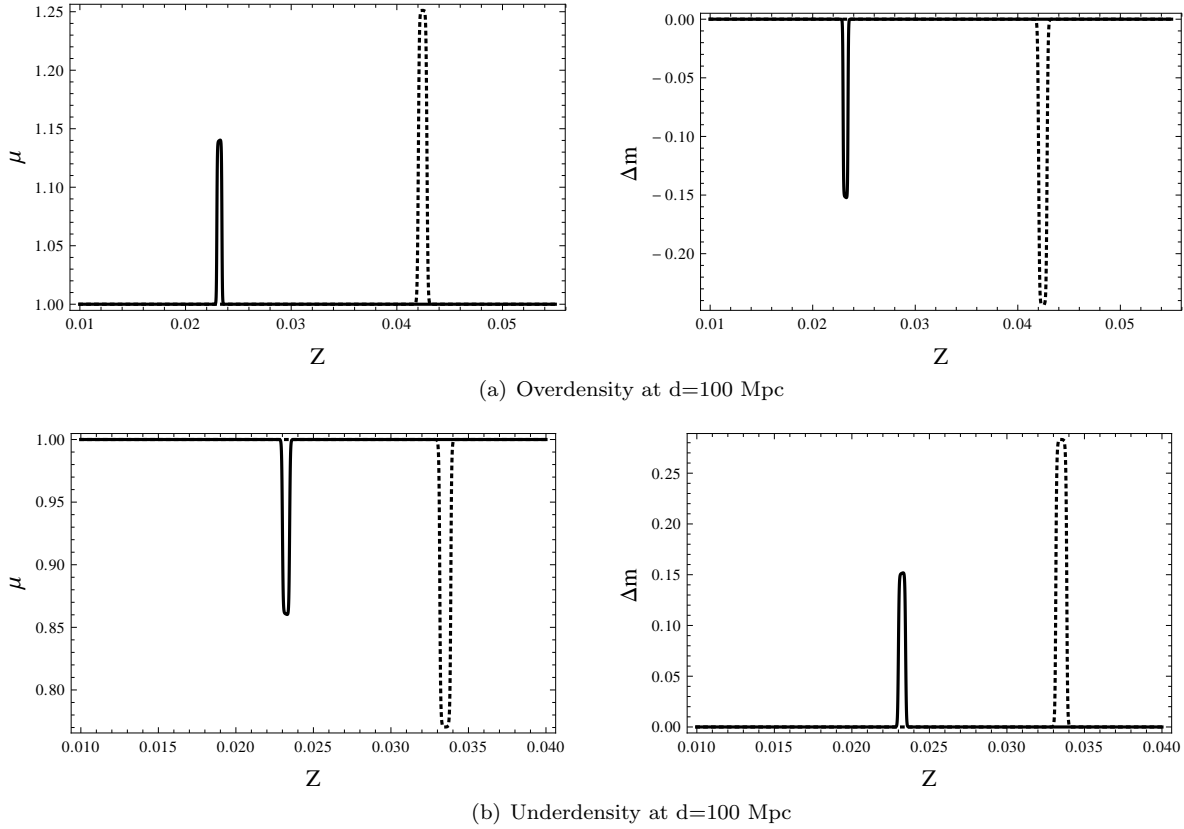 1.25
1.20
1.15
1.10
1.05
1.00
μ
0.01 0.02 0.03 0.04 0.05
Z
0.00
−0.05
−0.10
−0.15
−0.20
Δm
0.01 0.02 0.03 0.04 0.05
Z
(a) Overdensity at d=100 Mpc
1.00
0.95
0.90
0.85
0.80
μ
0.010 0.015 0.020 0.025 0.030 0.035 0.040
Z
0.25
0.20
0.15
0.10
0.05
0.00
Δm
0.010 0.015 0.020 0.025 0.030 0.035 0.040
Z
(b) Underdensity at d=100 Mpc